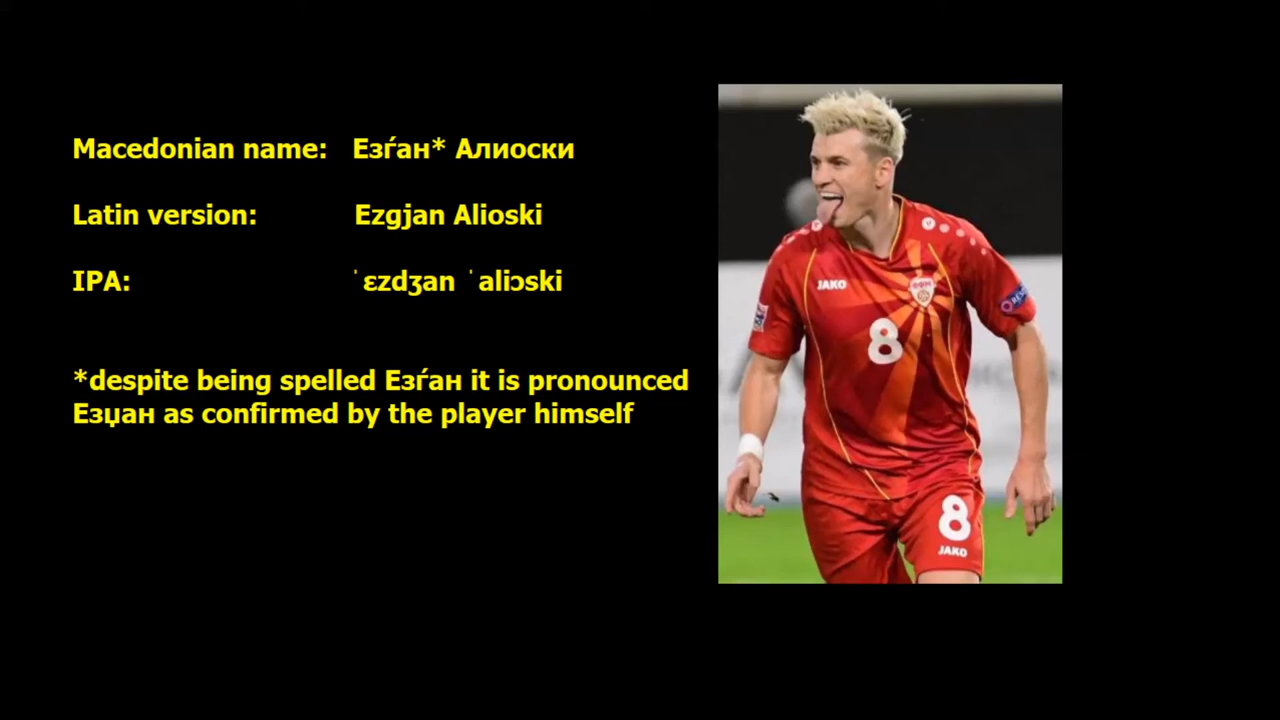 Macedonian name: Езѓан* Алиоски
Latin version: Ezgjan Alioski
IPA: ˈɛzdʒan ˈaliɔski
*despite being spelled Езѓан it is pronounced
Езџан as confirmed by the player himself
JAKO
ФФМ
8
8
JAKO